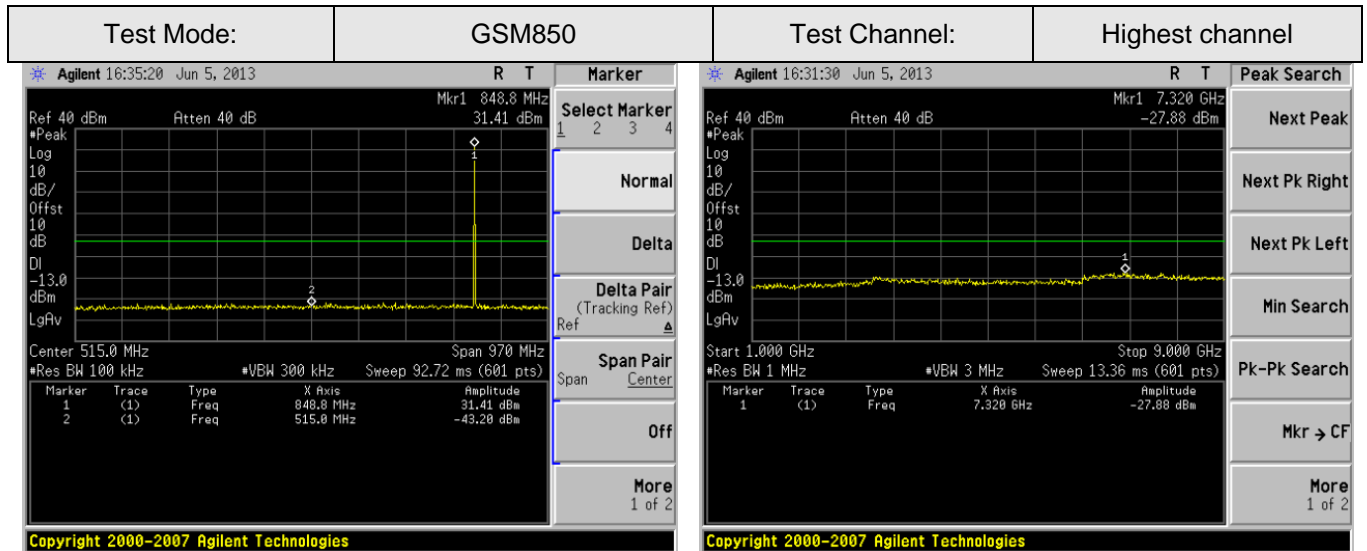 Test Mode: GSM850 Test Channel: Highest channel
Agilent 16:35:20 Jun 5, 2013 R T Marker
Mkr1 848.8 MHz
Ref 40 dBm Atten 40 dB 31.41 dBm
#Peak
Log
10
dB/
Offst
10
dB
DI
-13.0
dBm
LgAv
1
2
Center 515.0 MHz Span 970 MHz
#Res BW 100 kHz #VBW 300 kHz Sweep 92.72 ms (601 pts)
Marker Trace Type X Axis Amplitude
1 (1) Freq 848.8 MHz 31.41 dBm
2 (1) Freq 515.0 MHz -43.20 dBm
Select Marker
1 2 3 4
Normal
Delta
Delta Pair
(Tracking Ref)
Ref Δ
Span Pair
Span Center
Off
More
1 of 2
Copyright 2000-2007 Agilent Technologies
Agilent 16:31:30 Jun 5, 2013 R T Peak Search
Mkr1 7.320 GHz
Ref 40 dBm Atten 40 dB -27.88 dBm
#Peak
Log
10
dB/
Offst
10
dB
DI
-13.0
dBm
LgAv
1
Start 1.000 GHz Stop 9.000 GHz
#Res BW 1 MHz #VBW 3 MHz Sweep 13.36 ms (601 pts)
Marker Trace Type X Axis Amplitude
1 (1) Freq 7.320 GHz -27.88 dBm
Next Peak
Next Pk Right
Next Pk Left
Min Search
Pk-Pk Search
Mkr → CF
More
1 of 2
Copyright 2000-2007 Agilent Technologies